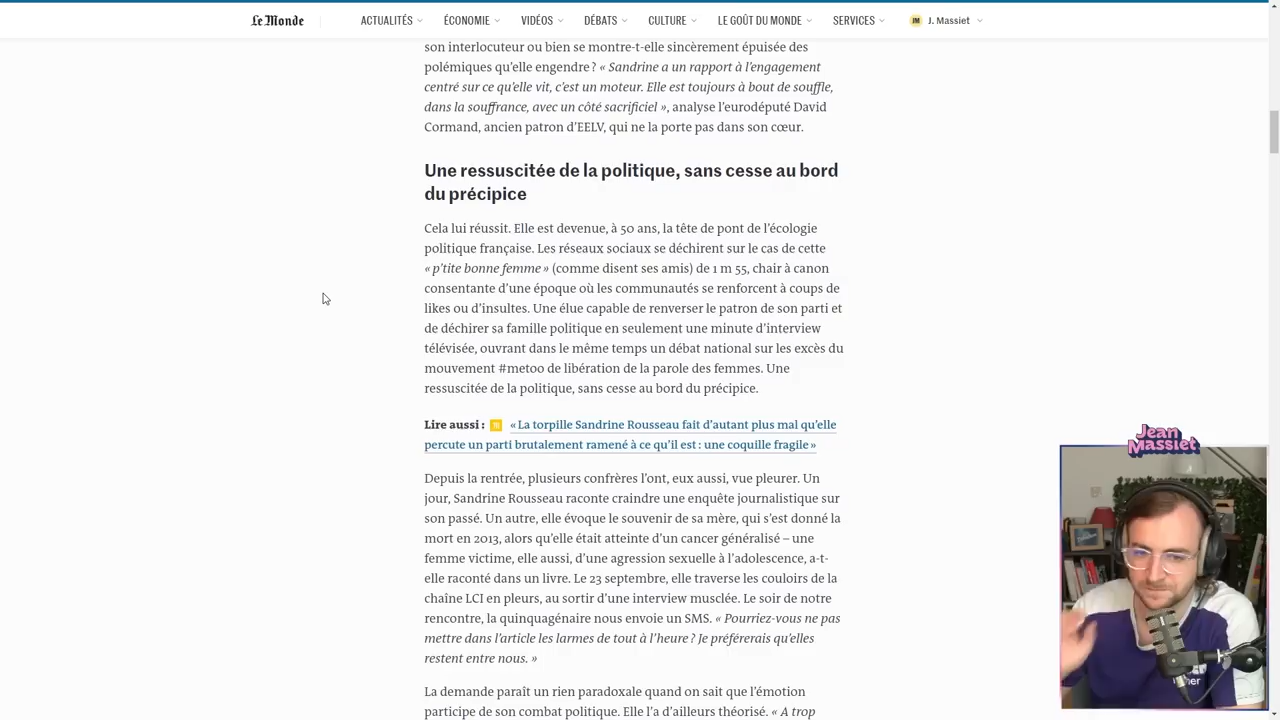 Le Monde
ACTUALITÉS
ÉCONOMIE
VIDÉOS
DÉBATS
CULTURE
LE GOÛT DU MONDE
SERVICES
JM
J. Massiet
son interlocuteur ou bien se montre-t-elle sincèrement épuisée des
polémiques qu’elle engendre ? « Sandrine a un rapport à l’engagement
centré sur ce qu’elle vit, c’est un moteur. Elle est toujours à bout de souffle,
dans la souffrance, avec un côté sacrificiel », analyse l’eurodéputé David
Cormand, ancien patron d’EELV, qui ne la porte pas dans son cœur.
Une ressuscitée de la politique, sans cesse au bord
du précipice
Cela lui réussit. Elle est devenue, à 50 ans, la tête de pont de l’écologie
politique française. Les réseaux sociaux se déchirent sur le cas de cette
« p’tite bonne femme » (comme disent ses amis) de 1 m 55, chair à canon
consentante d’une époque où les communautés se renforcent à coups de
likes ou d’insultes. Une élue capable de renverser le patron de son parti et
de déchirer sa famille politique en seulement une minute d’interview
télévisée, ouvrant dans le même temps un débat national sur les excès du
mouvement #metoo de libération de la parole des femmes. Une
ressuscitée de la politique, sans cesse au bord du précipice.
Lire aussi : « La torpille Sandrine Rousseau fait d’autant plus mal qu’elle
percute un parti brutalement ramené à ce qu’il est : une coquille fragile »
Depuis la rentrée, plusieurs confrères l’ont, eux aussi, vue pleurer. Un
jour, Sandrine Rousseau raconte craindre une enquête journalistique sur
son passé. Un autre, elle évoque le souvenir de sa mère, qui s’est donné la
mort en 2013, alors qu’elle était atteinte d’un cancer généralisé – une
femme victime, elle aussi, d’une agression sexuelle à l’adolescence, a-t-
elle raconté dans un livre. Le 23 septembre, elle traverse les couloirs de la
chaîne LCI en pleurs, au sortir d’une interview musclée. Le soir de notre
rencontre, la quinquagénaire nous envoie un SMS. « Pourriez-vous ne pas
mettre dans l’article les larmes de tout à l’heure ? Je préférerais qu’elles
restent entre nous. »
La demande paraît un rien paradoxale quand on sait que l’émotion
participe de son combat politique. Elle l’a d’ailleurs théorisé. « A trop
Jean
Massiet